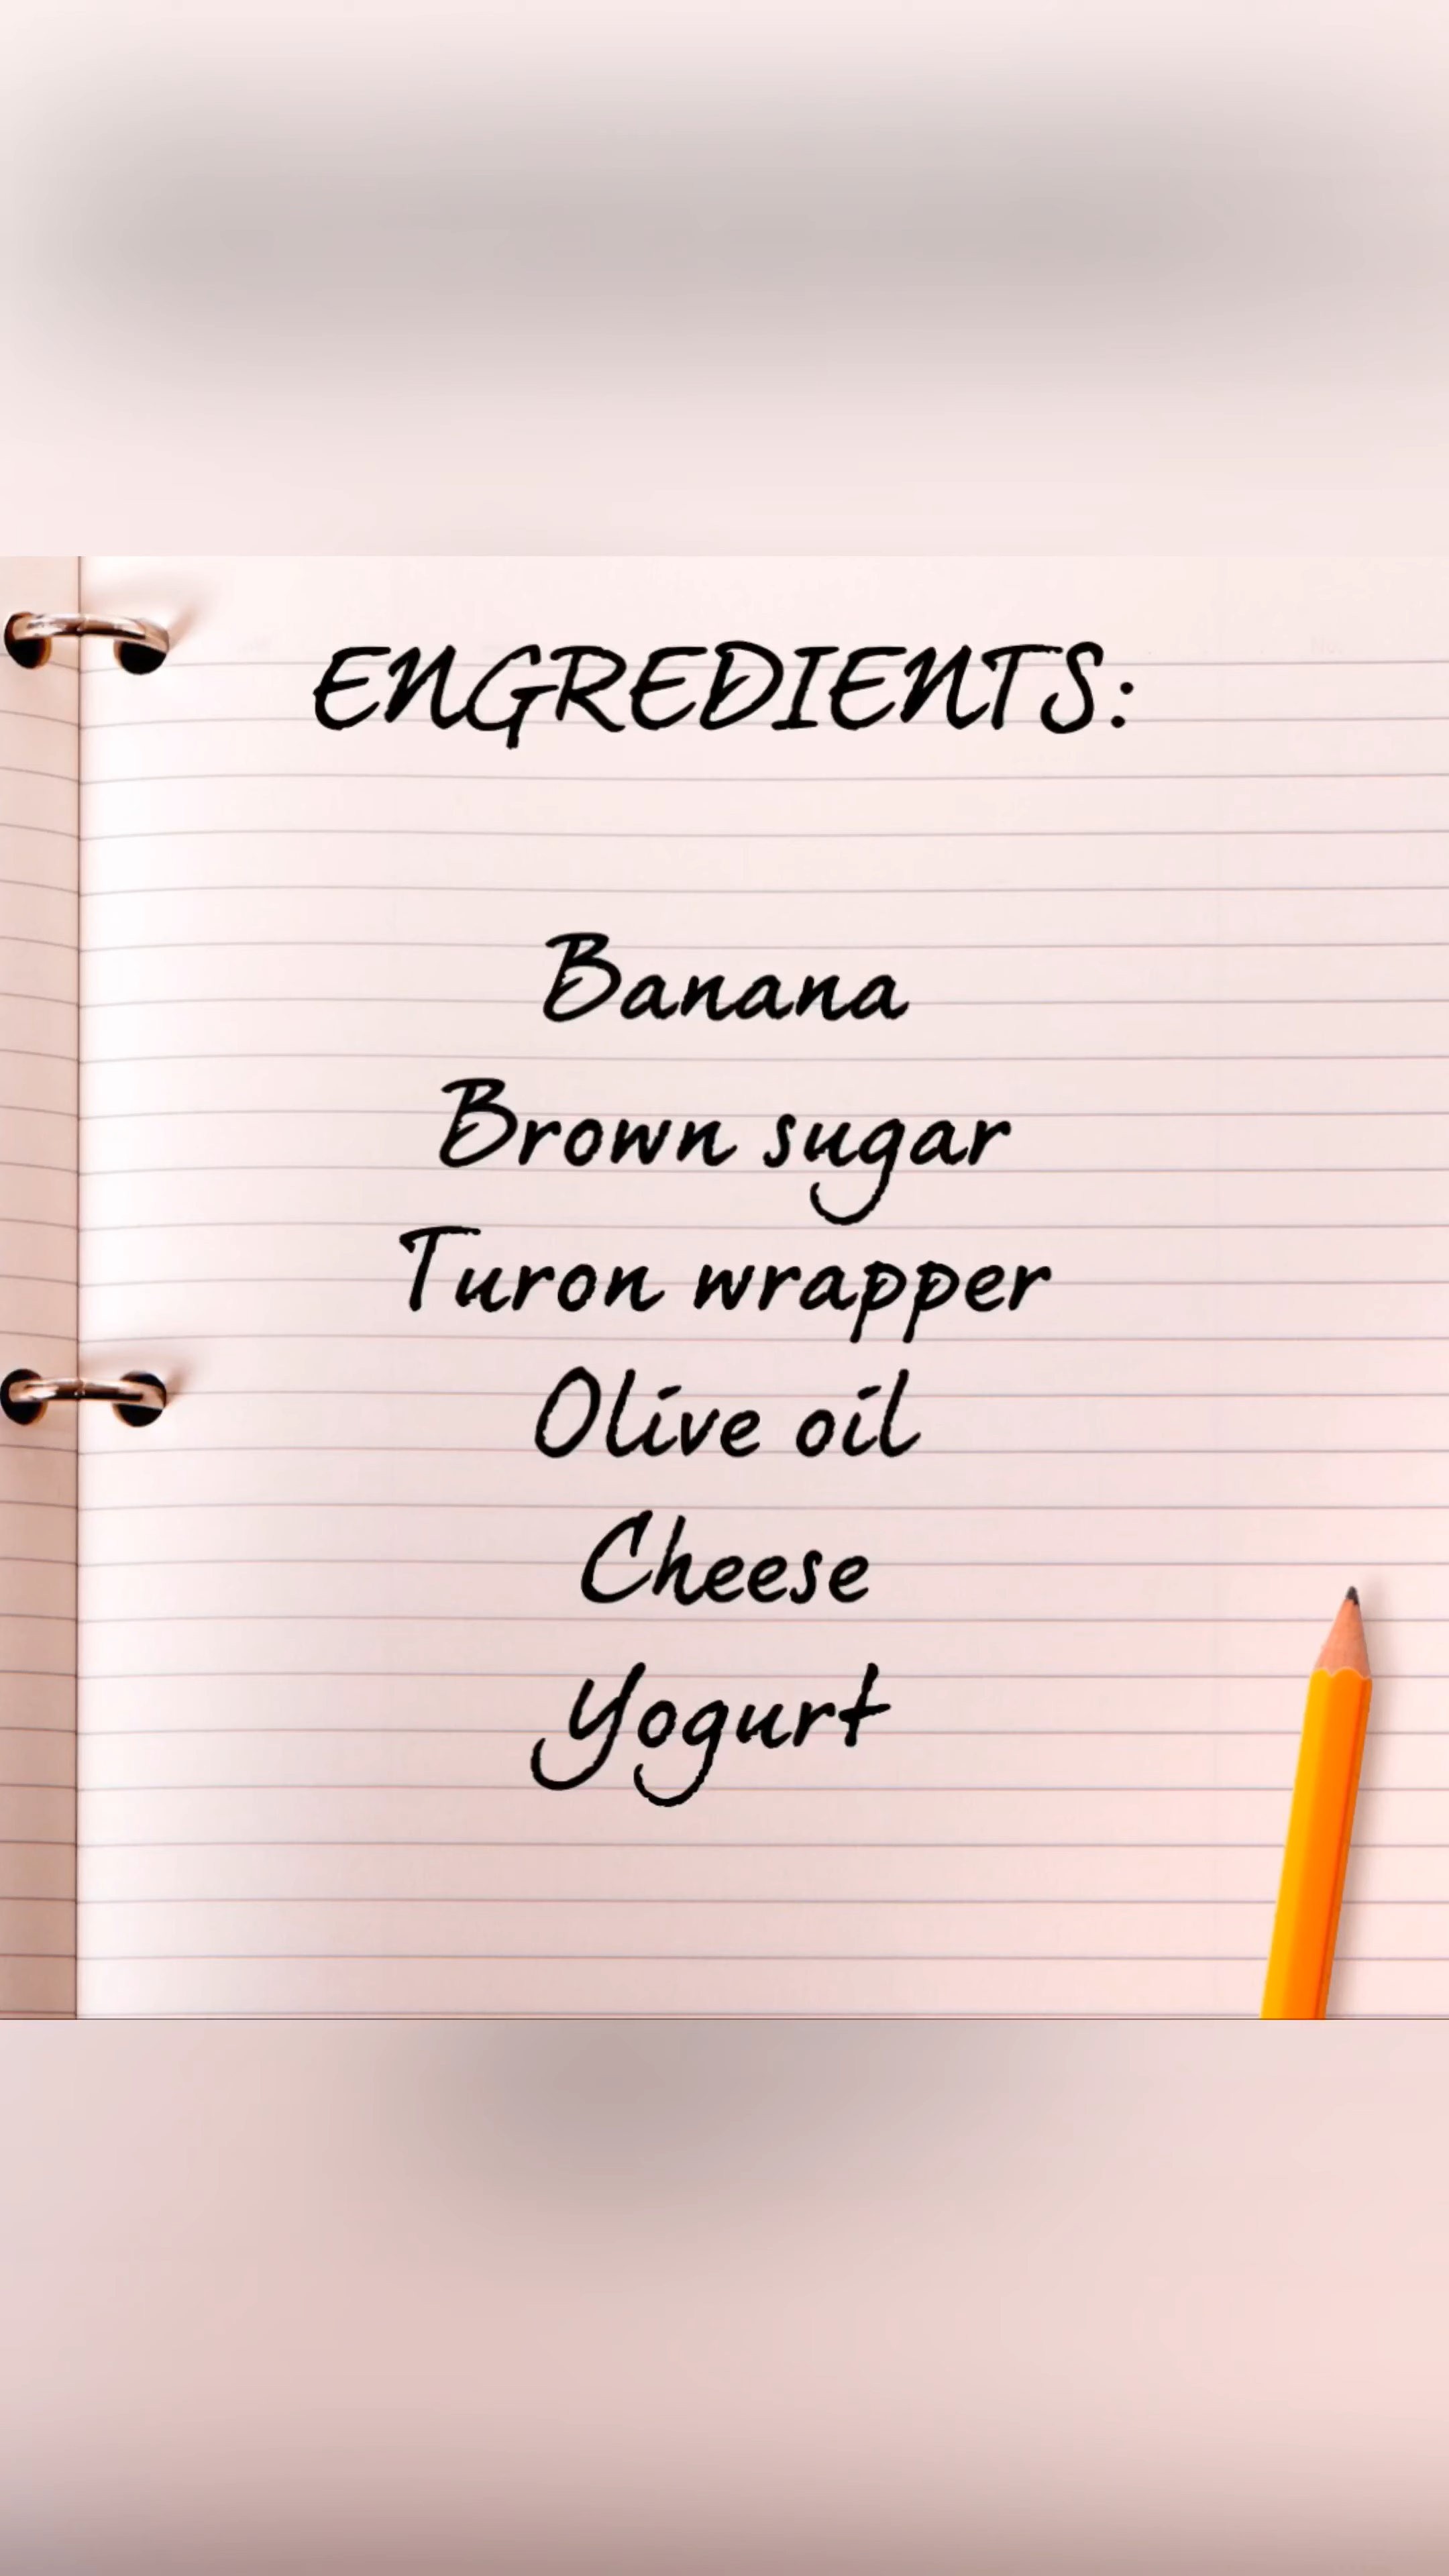 ENGREDIENTS:
Banana
Brown sugar
Turon wrapper
Olive oil
Cheese
Yogurt